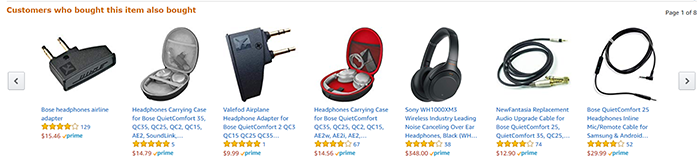 Customers who bought this item also bought
Page 1 of 8
Bose headphones airline
adapter
129
$15.46 prime
Headphones Carrying Case
for Bose QuietComfort 35,
QC35, QC25, QC2, QC15,
AE2, SoundLink,...
5
$14.79 prime
Valefod Airplane
Headphone Adapter for
Bose QuietComfort 2 QC3
QC15 QC25 QC35...
1
$9.99 prime
Headphones Carrying Case
for Bose QuietComfort 35,
QC35, QC25, QC2, QC15,
AE2w, AE2i, AE2,...
67
$14.56 prime
Sony WH1000XM3
Wireless Industry Leading
Noise Canceling Over Ear
Headphones, Black (WH...
38
$348.00 prime
NewFantasia Replacement
Audio Upgrade Cable for
Bose QuietComfort 25,
QuietComfort 35, QC25,...
74
$12.90 prime
Bose QuietComfort 25
Headphones Inline
Mic/Remote Cable for
Samsung & Android...
52
$29.99 prime